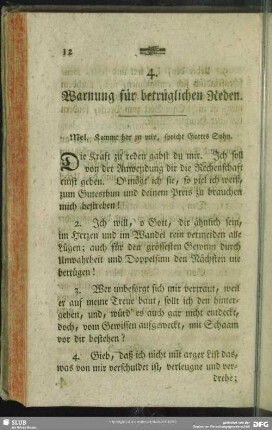 12
4.
Warnung für betrüglichen Reden.
Mel. Kommt her zu mir, spricht Gottes Sohn.
Die Kraft zu reden gabst du mir. Ich soll
von der Anwendung dir die Rechenschaft
einst geben. O möge ich sie, so viel ich weiß,
zum Gutesthun und deinem Preis zu brauchen
mich bestreben!
2. Ich will, o Gott, dir ähnlich sein,
im Herzen und im Wandel rein vermeiden alle
Lügen; auch für den grössesten Gewinn durch
Unwahrheit und Doppelsinn den Nächsten nie
betrügen!
3. Wer unbesorgt sich mir vertraut, weil
er auf meine Treue baut, sollt ich den hinter-
gehen, und, würd' es auch gar nicht entdeckt,
doch, vom Gewissen aufgeweckt, mit Schaam
vor dir bestehen?
4. Gieb, daß ich nicht mit arger List das,
was von mir verschuldet ist, verleugne und ver-
drehe;
SLUB
DFG